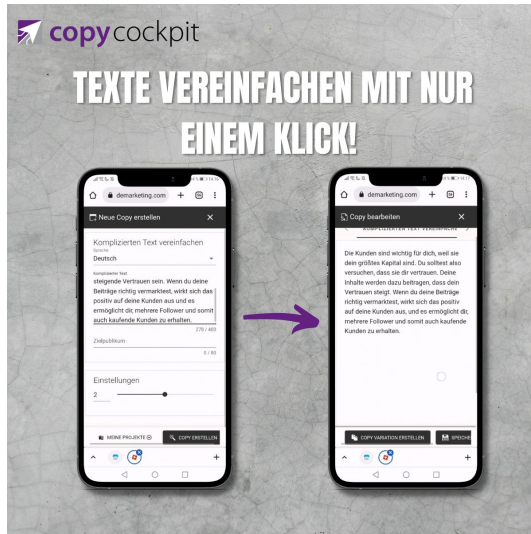 copycockpit
TEXTE VEREINFACHEN MIT NUR
EINEM KLICK!
demarketing.com
Neue Copy erstellen
Komplizierten Text vereinfachen
Sprache
Deutsch
Komplizierter Text
steigende Vertrauen sein. Wenn du deine
Beiträge richtig vermarktest, wirkt sich das
positiv auf deine Kunden aus und es
ermöglicht dir, mehrere Follower und somit
auch kaufende Kunden zu erhalten.
278 / 460
Zielpublikum
0 / 80
Einstellungen
2
MEINE PROJEKTE
COPY ERSTELLEN
demarketing.com
Copy bearbeiten
KOMPLIZIERTEN TEXT VEREINFACHE
Die Kunden sind wichtig für dich, weil sie
dein größtes Kapital sind. Du solltest also
versuchen, dass sie dir vertrauen. Deine
Inhalte werden dazu beitragen, dass dein
Vertrauen steigt. Wenn du deine Beiträge
richtig vermarktest, wirkt sich das positiv
auf deine Kunden aus, und es ermöglicht dir,
mehrere Follower und somit auch kaufende
Kunden zu erhalten.
COPY VARIATION ERSTELLEN
SPEICHE